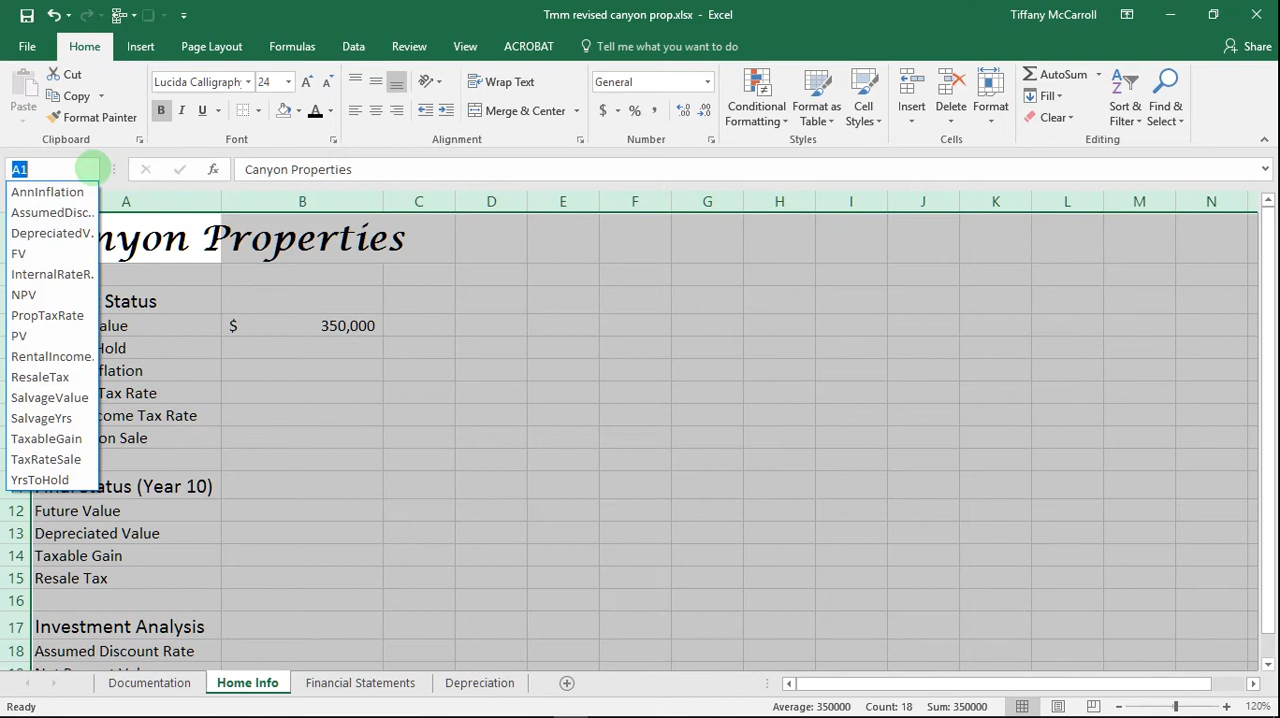 Tmm revised canyon prop.xlsx - Excel
Tiffany McCarroll
File Home Insert Page Layout Formulas Data Review View ACROBAT Tell me what you want to do Share
Paste
Cut
Copy
Format Painter
Clipboard
Lucida Calligraphy 24
B I U A
Font
Wrap Text
Merge & Center
Alignment
General
$ % ,
Number
Conditional Formatting
Format as Table
Cell Styles
Styles
Insert
Delete
Format
Cells
AutoSum
Fill
Clear
Sort & Filter
Find & Select
Editing
A1 fx Canyon Properties
AnnInflation
AssumedDisc..
DepreciatedV.
FV
InternalRateR.
NPV
PropTaxRate
PV
RentalIncome.
ResaleTax
SalvageValue
SalvageYrs
TaxableGain
TaxRateSale
YrsToHold
A B C D E F G H I J K L M N
nyon Properties
Status
alue $ 350,000
Hold
flation
Tax Rate
come Tax Rate
on Sale
Status (Year 10)
12 Future Value
13 Depreciated Value
14 Taxable Gain
15 Resale Tax
16
17 Investment Analysis
18 Assumed Discount Rate
Documentation Home Info Financial Statements Depreciation
Ready Average: 350000 Count: 18 Sum: 350000 120%